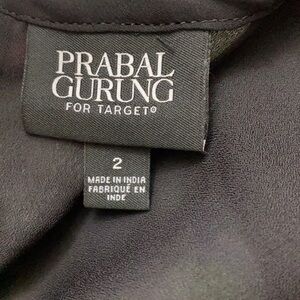 PRABAL
GURUNG
FOR TARGET®
2
MADE IN INDIA
FABRIQUÉ EN
INDE